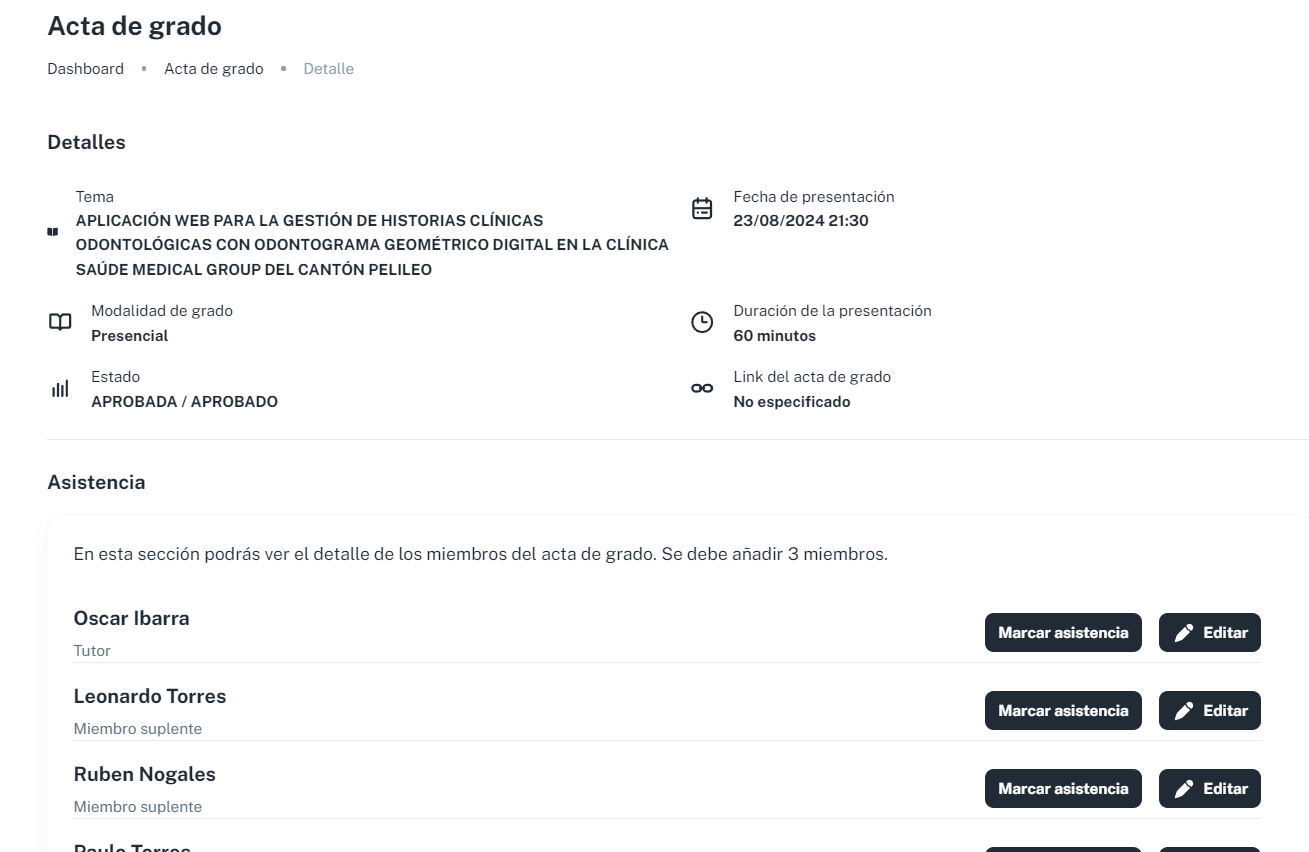 Acta de grado
Dashboard • Acta de grado • Detalle
Detalles
Tema
APLICACIÓN WEB PARA LA GESTIÓN DE HISTORIAS CLÍNICAS
ODONTOLÓGICAS CON ODONTOGRAMA GEOMÉTRICO DIGITAL EN LA CLÍNICA
SAÚDE MEDICAL GROUP DEL CANTÓN PELILEO
Fecha de presentación
23/08/2024 21:30
Modalidad de grado
Presencial
Duración de la presentación
60 minutos
Estado
APROBADA / APROBADO
Link del acta de grado
No especificado
Asistencia
En esta sección podrás ver el detalle de los miembros del acta de grado. Se debe añadir 3 miembros.
Oscar Ibarra
Tutor
Marcar asistencia
Editar
Leonardo Torres
Miembro suplente
Marcar asistencia
Editar
Ruben Nogales
Miembro suplente
Marcar asistencia
Editar
Paulo Torres